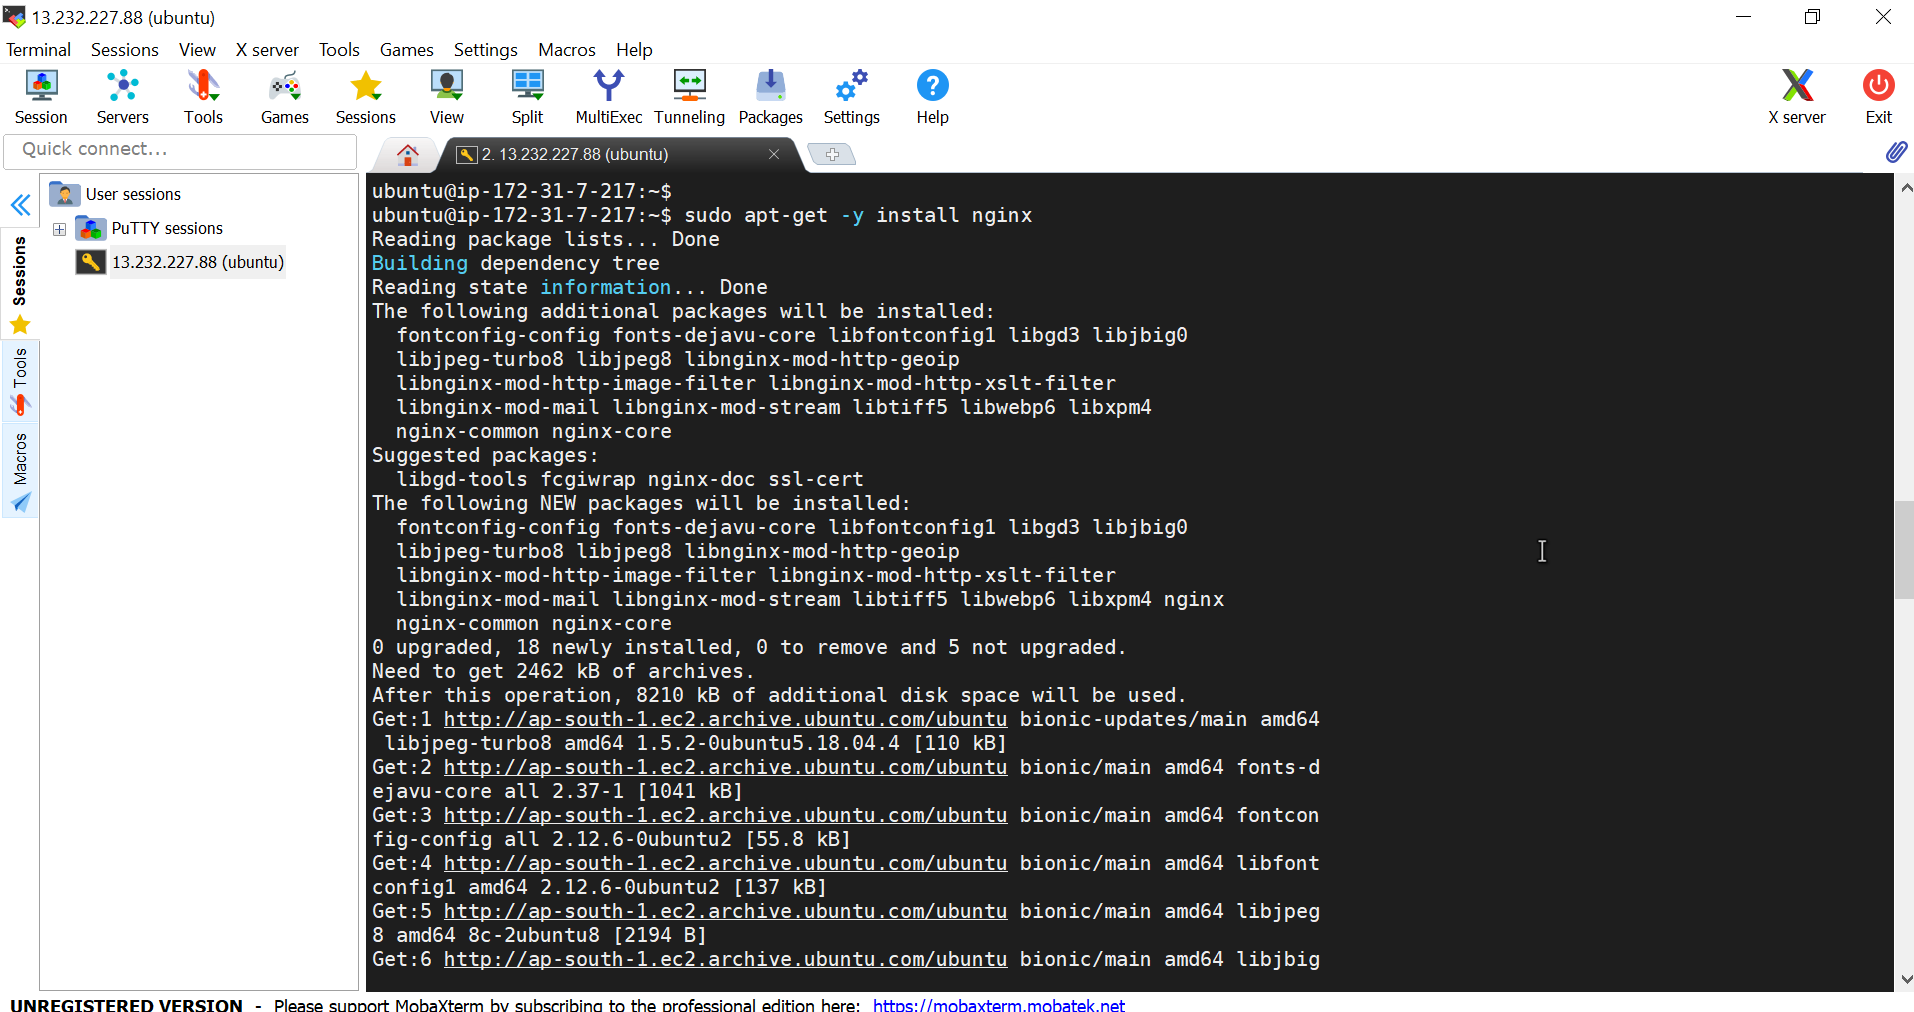 13.232.227.88 (ubuntu)
Terminal Sessions View X server Tools Games Settings Macros Help
Session Servers Tools Games Sessions View Split MultiExec Tunneling Packages Settings Help X server Exit
Quick connect...
2. 13.232.227.88 (ubuntu)
User sessions
PuTTY sessions
13.232.227.88 (ubuntu)
Sessions
Tools
Macros
ubuntu@ip-172-31-7-217:~$
ubuntu@ip-172-31-7-217:~$ sudo apt-get -y install nginx
Reading package lists... Done
Building dependency tree
Reading state information... Done
The following additional packages will be installed:
  fontconfig-config fonts-dejavu-core libfontconfig1 libgd3 libjbig0
  libjpeg-turbo8 libjpeg8 libnginx-mod-http-geoip
  libnginx-mod-http-image-filter libnginx-mod-http-xslt-filter
  libnginx-mod-mail libnginx-mod-stream libtiff5 libwebp6 libxpm4
  nginx-common nginx-core
Suggested packages:
  libgd-tools fcgiwrap nginx-doc ssl-cert
The following NEW packages will be installed:
  fontconfig-config fonts-dejavu-core libfontconfig1 libgd3 libjbig0
  libjpeg-turbo8 libjpeg8 libnginx-mod-http-geoip
  libnginx-mod-http-image-filter libnginx-mod-http-xslt-filter
  libnginx-mod-mail libnginx-mod-stream libtiff5 libwebp6 libxpm4 nginx
  nginx-common nginx-core
0 upgraded, 18 newly installed, 0 to remove and 5 not upgraded.
Need to get 2462 kB of archives.
After this operation, 8210 kB of additional disk space will be used.
Get:1 http://ap-south-1.ec2.archive.ubuntu.com/ubuntu bionic-updates/main amd64
 libjpeg-turbo8 amd64 1.5.2-0ubuntu5.18.04.4 [110 kB]
Get:2 http://ap-south-1.ec2.archive.ubuntu.com/ubuntu bionic/main amd64 fonts-d
ejavu-core all 2.37-1 [1041 kB]
Get:3 http://ap-south-1.ec2.archive.ubuntu.com/ubuntu bionic/main amd64 fontcon
fig-config all 2.12.6-0ubuntu2 [55.8 kB]
Get:4 http://ap-south-1.ec2.archive.ubuntu.com/ubuntu bionic/main amd64 libfont
config1 amd64 2.12.6-0ubuntu2 [137 kB]
Get:5 http://ap-south-1.ec2.archive.ubuntu.com/ubuntu bionic/main amd64 libjpeg
8 amd64 8c-2ubuntu8 [2194 B]
Get:6 http://ap-south-1.ec2.archive.ubuntu.com/ubuntu bionic/main amd64 libjbig
UNREGISTERED VERSION - Please support MobaXterm by subscribing to the professional edition here: https://mobaxterm.mobatek.net